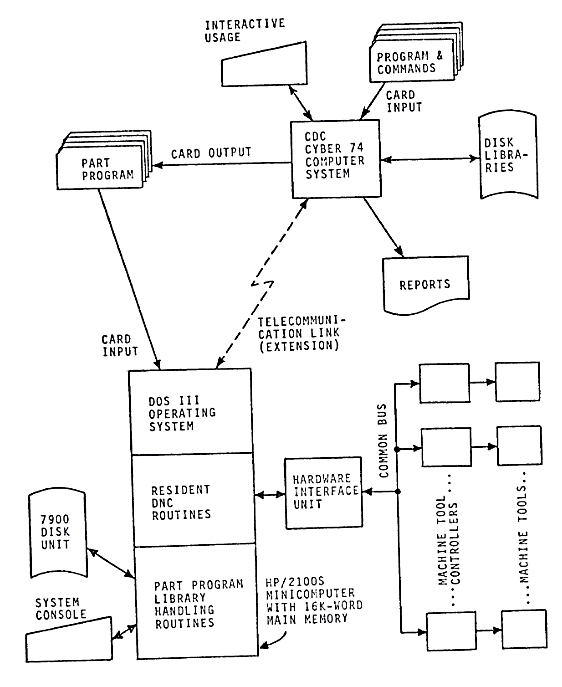 INTERACTIVE
USAGE
PROGRAM &
COMMANDS
CARD
INPUT
CDC
CYBER 74
COMPUTER
SYSTEM
DISK
LIBRA-
RIES
CARD OUTPUT
PART
PROGRAM
REPORTS
TELECOMMUNI-
CATION LINK
(EXTENSION)
CARD
INPUT
DOS III
OPERATING
SYSTEM
COMMON BUS
RESIDENT
DNC
ROUTINES
HARDWARE
INTERFACE
UNIT
MACHINE TOOL
CONTROLLERS ...
...MACHINE TOOLS..
7900
DISK
UNIT
PART PROGRAM
LIBRARY
HANDLING
ROUTINES
HP/2100S
MINICOMPUTER
WITH 16K-WORD
MAIN MEMORY
SYSTEM
CONSOLE